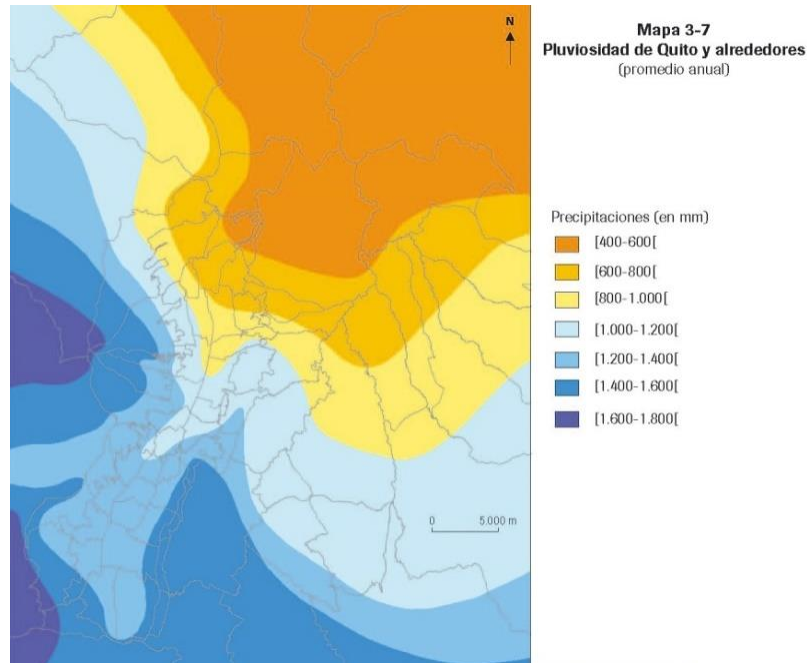 N
Mapa 3-7
Pluviosidad de Quito y alrededores
(promedio anual)
Precipitaciones (en mm)
[400-600[
[600-800[
[800-1.000[
[1.000-1.200[
[1.200-1.400[
[1.400-1.600[
[1.600-1.800[
0 5.000 m